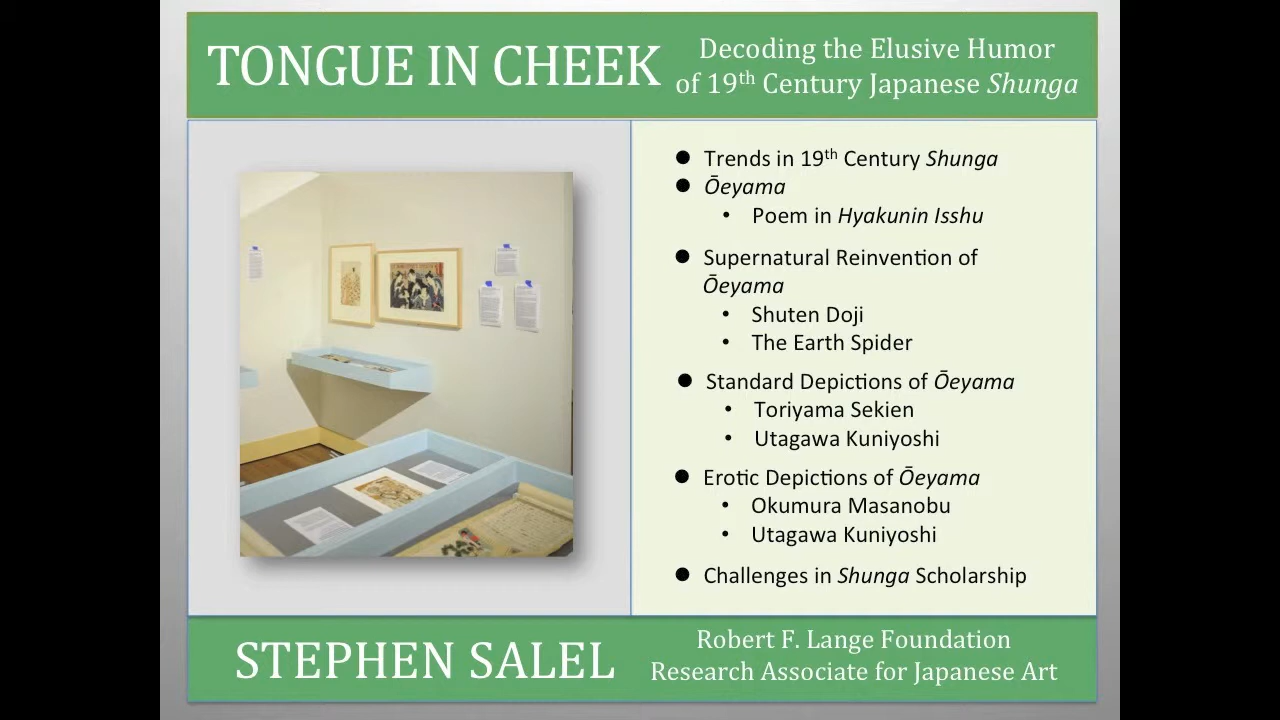 TONGUE IN CHEEK
Decoding the Elusive Humor
of 19th Century Japanese Shunga
● Trends in 19th Century Shunga
● Ōeyama
• Poem in Hyakunin Isshu
● Supernatural Reinvention of
Ōeyama
• Shuten Doji
• The Earth Spider
● Standard Depictions of Ōeyama
• Toriyama Sekien
• Utagawa Kuniyoshi
● Erotic Depictions of Ōeyama
• Okumura Masanobu
• Utagawa Kuniyoshi
● Challenges in Shunga Scholarship
STEPHEN SALEL
Robert F. Lange Foundation
Research Associate for Japanese Art